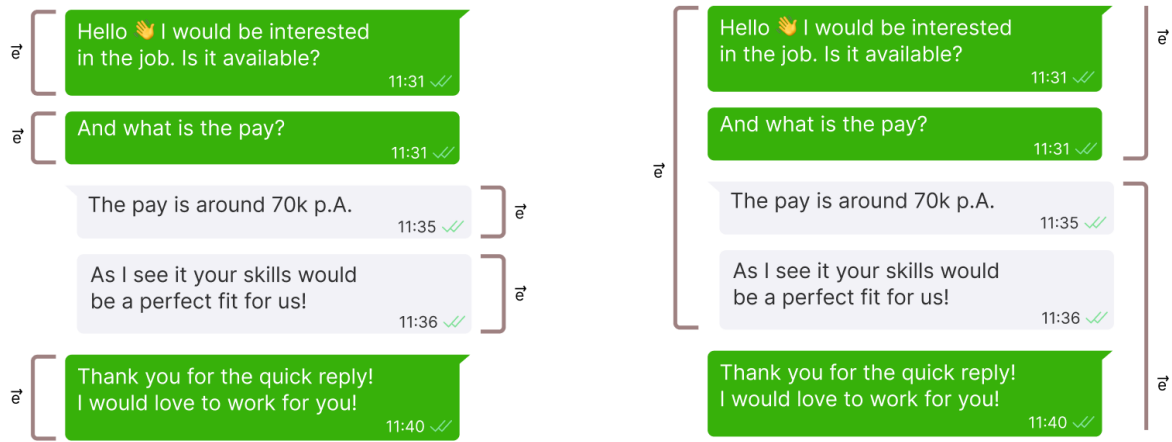 Hello 👋 I would be interested
in the job. Is it available?
11:31
e⃗
And what is the pay?
11:31
e⃗
The pay is around 70k p.A.
11:35
e⃗
As I see it your skills would
be a perfect fit for us!
11:36
e⃗
Thank you for the quick reply!
I would love to work for you!
11:40
e⃗
Hello 👋 I would be interested
in the job. Is it available?
11:31
e⃗
And what is the pay?
11:31
e⃗
The pay is around 70k p.A.
11:35
As I see it your skills would
be a perfect fit for us!
11:36
Thank you for the quick reply!
I would love to work for you!
11:40
e⃗